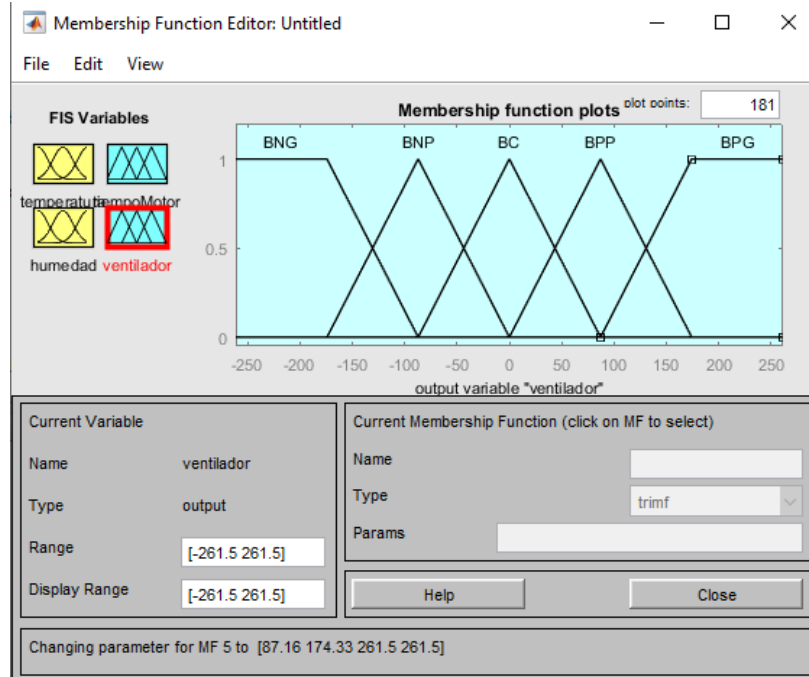 Membership Function Editor: Untitled
File Edit View
FIS Variables
Membership function plots
plot points:
181
BNG BNP BC BPP BPG
1
0.5
0
-250 -200 -150 -100 -50 0 50 100 150 200 250
output variable "ventilador"
temperatura
tiempoMotor
humedad ventilador
Current Variable
Name ventilador
Type output
Range [-261.5 261.5]
Display Range [-261.5 261.5]
Current Membership Function (click on MF to select)
Name
Type trimf
Params
Help Close
Changing parameter for MF 5 to [87.16 174.33 261.5 261.5]